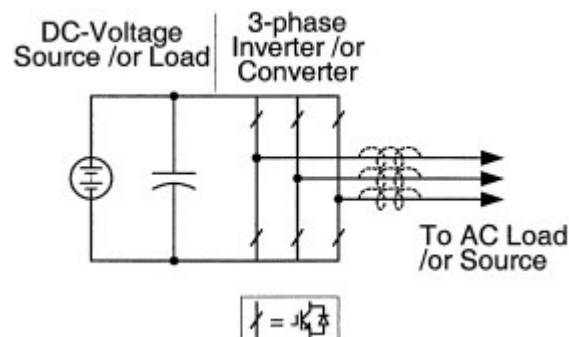 DC-Voltage
Source /or Load
3-phase
Inverter /or
Converter
To AC Load
/or Source
=